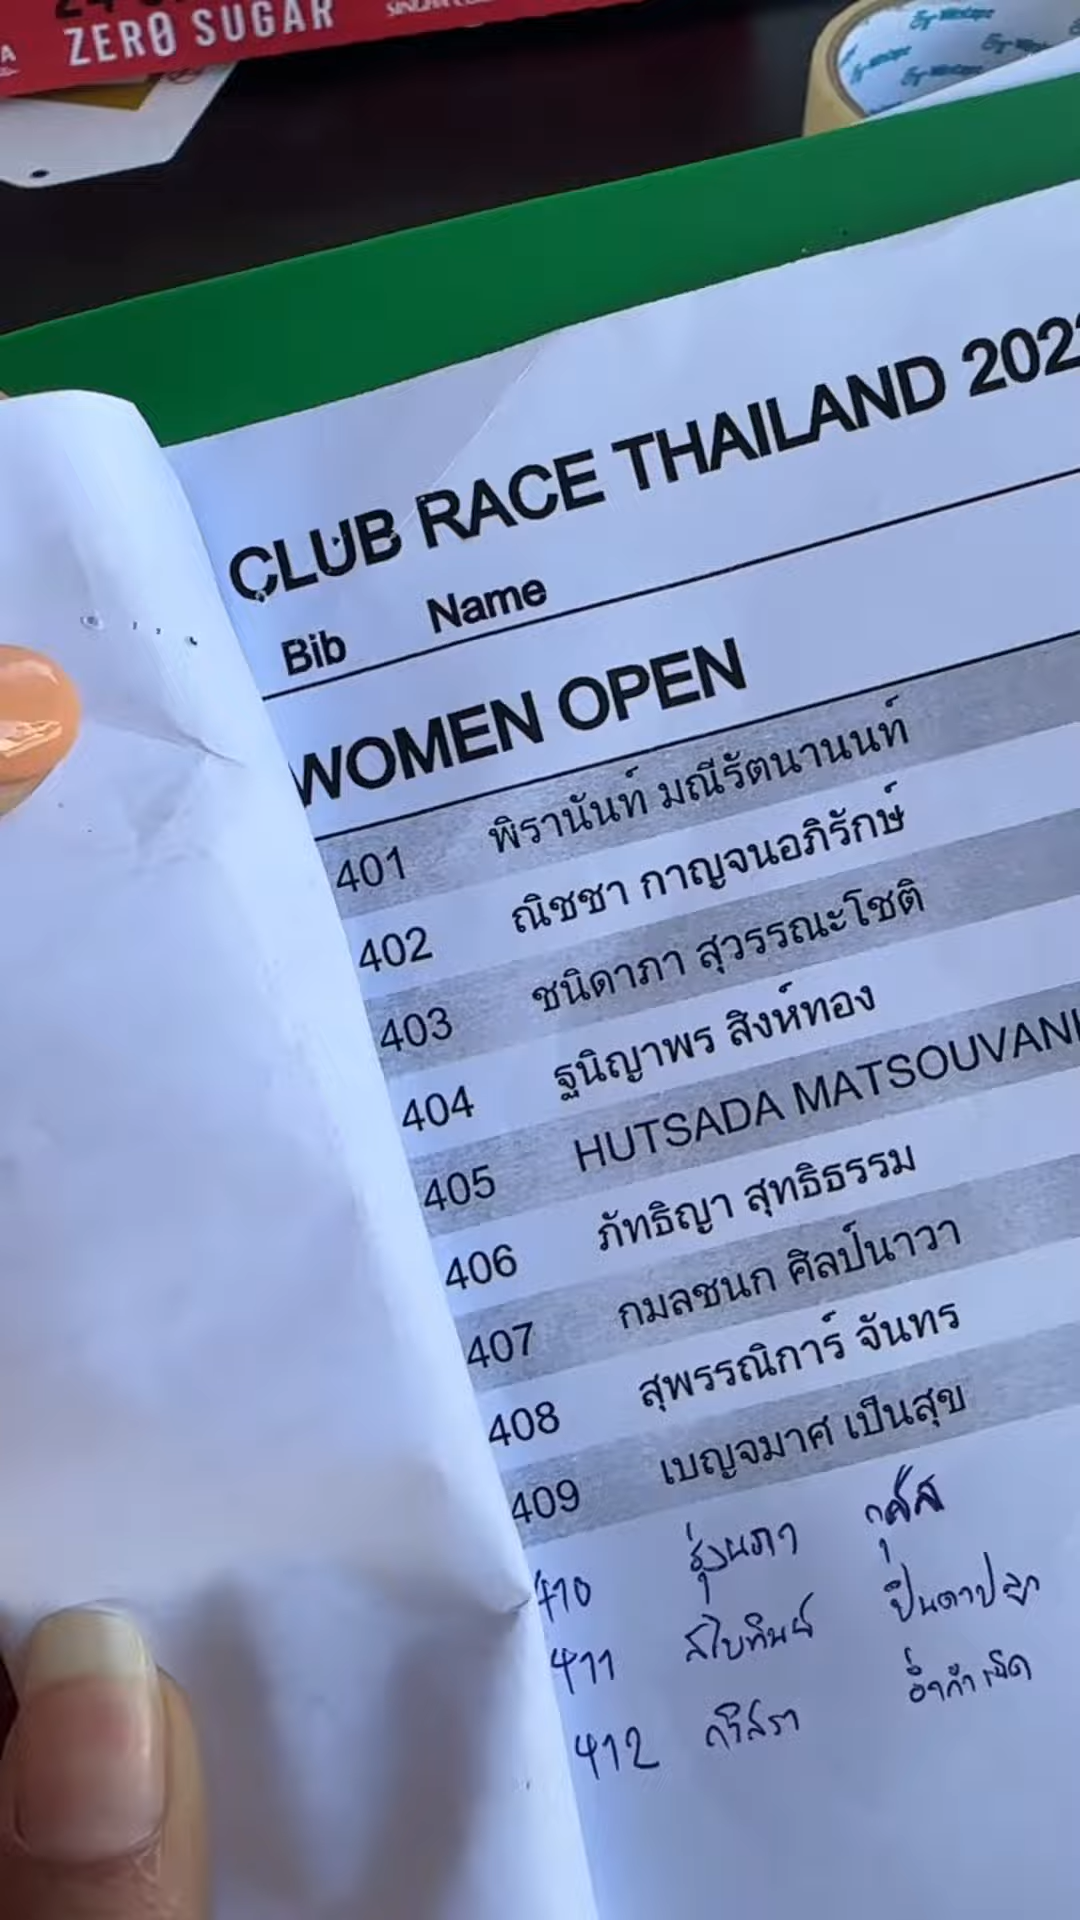 ZERØ SUGAR
CLUB RACE THAILAND 202
Bib Name
WOMEN OPEN
401 พิรานันท์ มณีรัตนานนท์
402 ณิชชา กาญจนอภิรักษ์
403 ชนิดาภา สุวรรณะโชติ
404 ฐนิญาพร สิงห์ทอง
405 HUTSADA MATSOUVANI
406 ภัทธิญา สุทธิธรรม
407 กมลชนก ศิลป์นาวา
408 สุพรรณิการ์ จันทร
409 เบญจมาศ เป็นสุข
410 รุ่งนภา
411
412